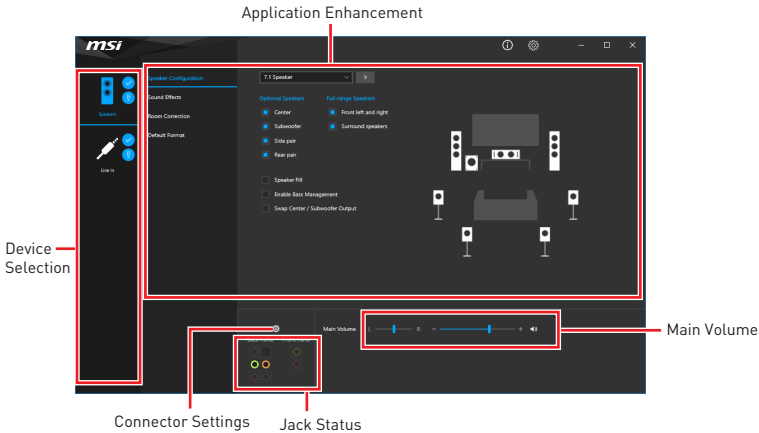 Application Enhancement
msi
Speaker Configuration
Sound Effects
Room Correction
Default Format
Speakers
Line In
7.1 Speaker
Optional Speakers
Full-range Speakers
Center
Front left and right
Subwoofer
Surround speakers
Side pair
Rear pair
Speaker Fill
Enable Bass Management
Swap Center / Subwoofer Output
Device
Selection
Main Volume
L
R
Main Volume
Connector Settings
Jack Status